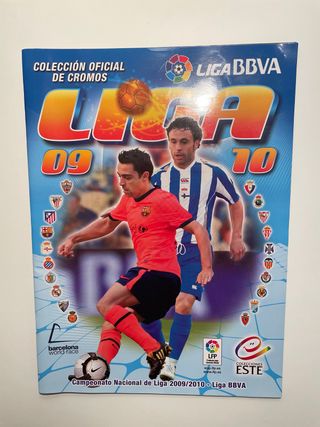 COLECCIÓN OFICIAL
DE CROMOS
LIGA BBVA
LIGA
09 10
barcelona
world race
LFP
COLECCIONES
ESTE
Campeonato Nacional de Liga 2009/2010 - Liga BBVA